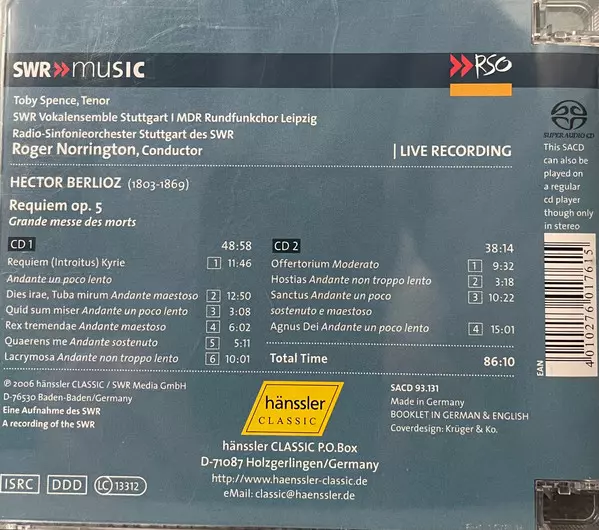 SWR>>MUSIC
>>RSO
Toby Spence, Tenor
SWR Vokalensemble Stuttgart I MDR Rundfunkchor Leipzig
Radio-Sinfonieorchester Stuttgart des SWR
Roger Norrington, Conductor
| LIVE RECORDING
HECTOR BERLIOZ (1803-1869)
Requiem op. 5
Grande messe des morts
CD 1 48:58
Requiem (Introitus) Kyrie 1 11:46
Andante un poco lento
Dies irae, Tuba mirum Andante maestoso 2 12:50
Quid sum miser Andante un poco lento 3 3:08
Rex tremendae Andante maestoso 4 6:02
Quaerens me Andante sostenuto 5 5:11
Lacrymosa Andante non troppo lento 6 10:01
CD 2 38:14
Offertorium Moderato 1 9:32
Hostias Andante non troppo lento 2 3:18
Sanctus Andante un poco 3 10:22
sostenuto e maestoso
Agnus Dei Andante un poco lento 4 15:01
Total Time 86:10
SUPER AUDIO CD
This SACD
can also be
played on
a regular
cd player
though only
in stereo
4 010276 017615
EAN
℗ 2006 hänssler CLASSIC / SWR Media GmbH
D-76530 Baden-Baden/Germany
Eine Aufnahme des SWR
A recording of the SWR
hänssler
CLASSIC
SACD 93.131
Made in Germany
BOOKLET IN GERMAN & ENGLISH
Coverdesign: Krüger & Ko.
hänssler CLASSIC P.O.Box
D-71087 Holzgerlingen/Germany
http://www.haenssler-classic.de
eMail: classic@haenssler.de
ISRC DDD LC 13312